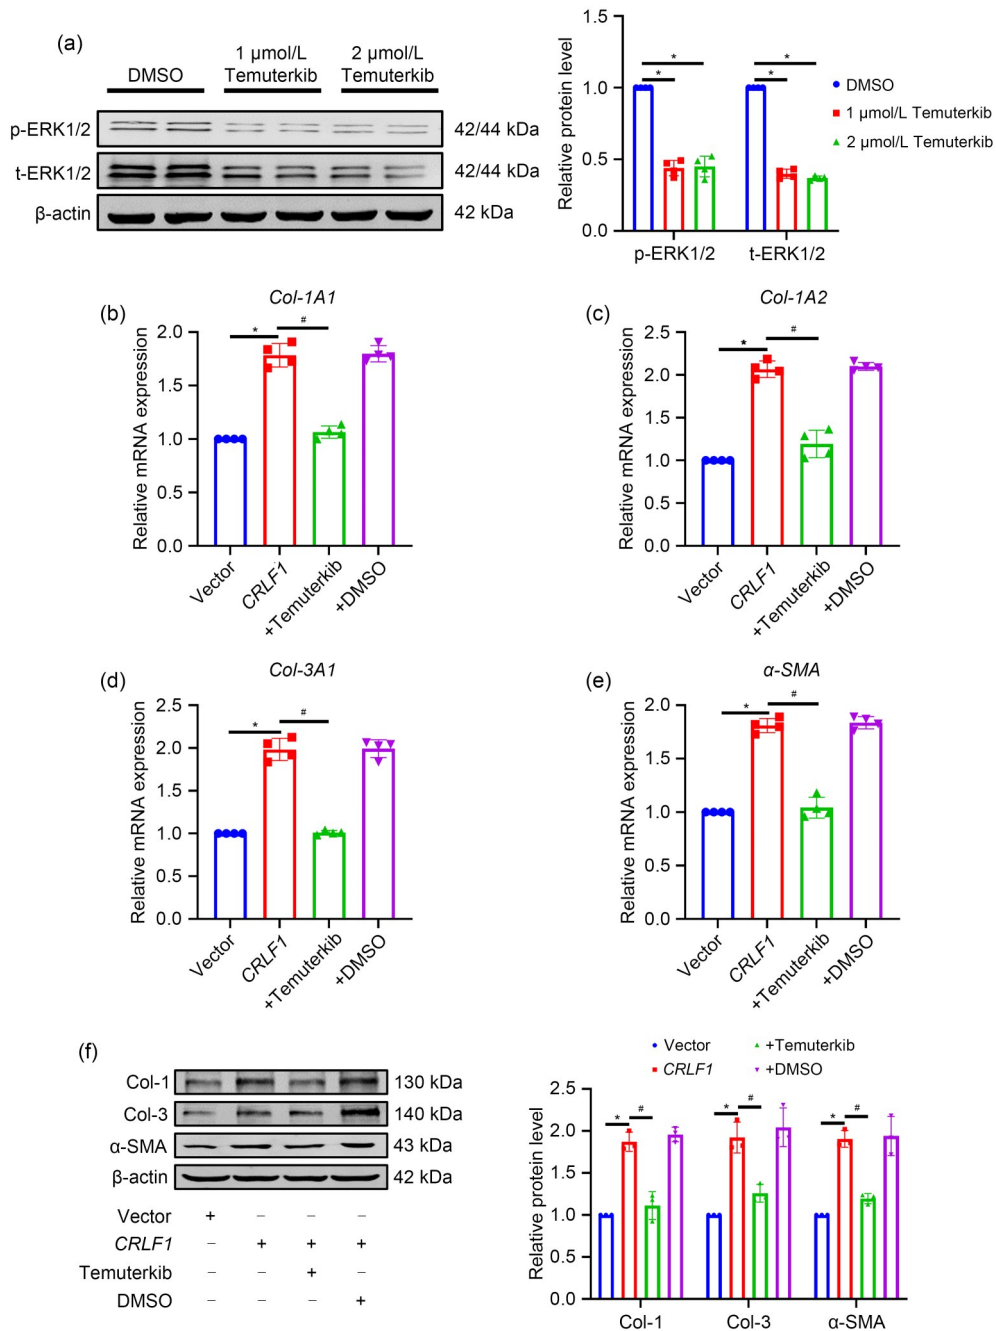 (a)
DMSO
1 μmol/L
Temuterkib
2 μmol/L
Temuterkib
p-ERK1/2
42/44 kDa
t-ERK1/2
42/44 kDa
β-actin
42 kDa
Relative protein level
1.5
1.0
0.5
0.0
* * * *
p-ERK1/2
t-ERK1/2
DMSO
1 μmol/L Temuterkib
2 μmol/L Temuterkib
(b)
Col-1A1
Relative mRNA expression
2.0
1.5
1.0
0.5
0.0
* #
Vector
CRLF1
+Temuterkib
+DMSO
(c)
Col-1A2
Relative mRNA expression
2.5
2.0
1.5
1.0
0.5
0.0
* #
Vector
CRLF1
+Temuterkib
+DMSO
(d)
Col-3A1
Relative mRNA expression
2.5
2.0
1.5
1.0
0.5
0.0
* #
Vector
CRLF1
+Temuterkib
+DMSO
(e)
α-SMA
Relative mRNA expression
2.0
1.5
1.0
0.5
0.0
* #
Vector
CRLF1
+Temuterkib
+DMSO
(f)
Col-1
130 kDa
Col-3
140 kDa
α-SMA
43 kDa
β-actin
42 kDa
Vector + – – –
CRLF1 – + + +
Temuterkib – – + –
DMSO – – – +
Vector
+Temuterkib
CRLF1
+DMSO
Relative protein level
2.5
2.0
1.5
1.0
0.5
0.0
* # * # * #
Col-1
Col-3
α-SMA